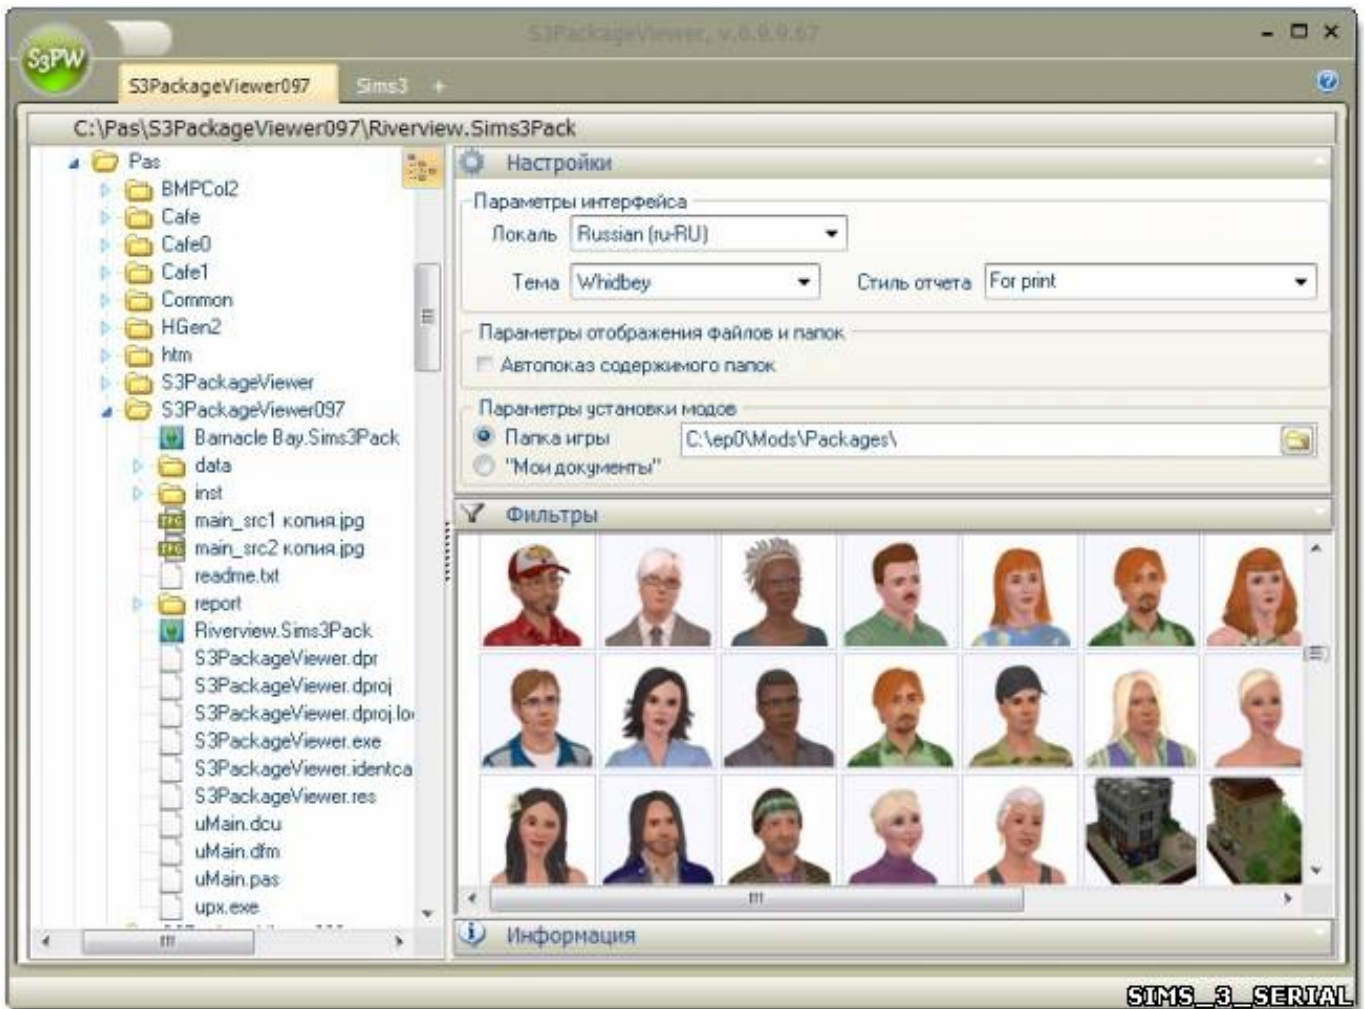 S3PackageViewer, v.0.9.9.67
S3PW
S3PackageViewer097
Sims3 +
C:\Pas\S3PackageViewer097\Riverview.Sims3Pack
Pas
BMPCol2
Cafe
Cafe0
Cafe1
Common
HGen2
htm
S3PackageViewer
S3PackageViewer097
Barnacle Bay.Sims3Pack
data
inst
main_src1 копия.jpg
main_src2 копия.jpg
readme.txt
report
Riverview.Sims3Pack
S3PackageViewer.dpr
S3PackageViewer.dproj
S3PackageViewer.dproj.lo
S3PackageViewer.exe
S3PackageViewer.identca
S3PackageViewer.res
uMain.dcu
uMain.dfm
uMain.pas
upx.exe
Настройки
Параметры интерфейса
Локаль Russian (ru-RU)
Тема Whidbey Стиль отчета For print
Параметры отображения файлов и папок
Автопоказ содержимого папок
Параметры установки модов
Папка игры C:\ep0\Mods\Packages\
"Мои документы"
Фильтры
Информация
SIMS_3_SERIAL